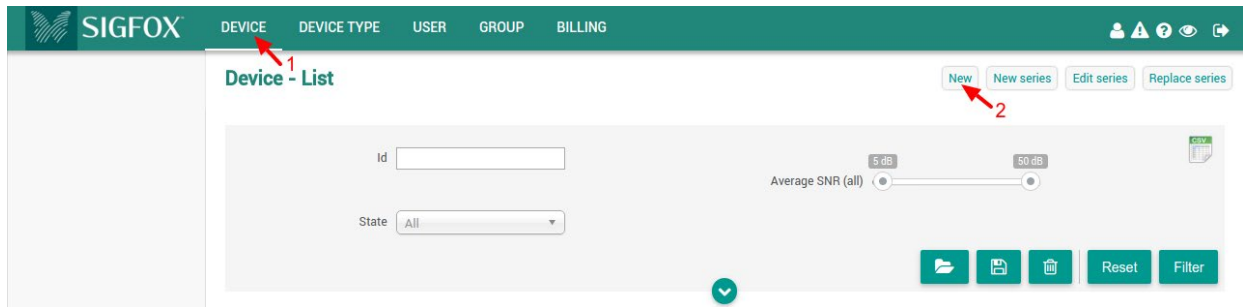 SIGFOX DEVICE DEVICE TYPE USER GROUP BILLING
1
Device - List
New New series Edit series Replace series
2
CSV
Id
5 dB 50 dB
Average SNR (all)
State All
Reset Filter